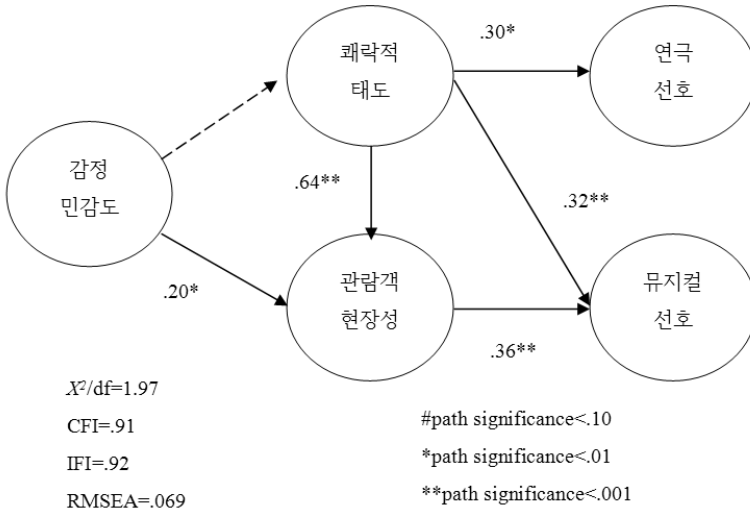 쾌락적
태도
.30*
연극
선호
감정
민감도
.64**
.32**
.20*
관람객
현장성
.36**
뮤지컬
선호
X²/df=1.97
CFI=.91
IFI=.92
RMSEA=.069
#path significance<.10
*path significance<.01
**path significance<.001